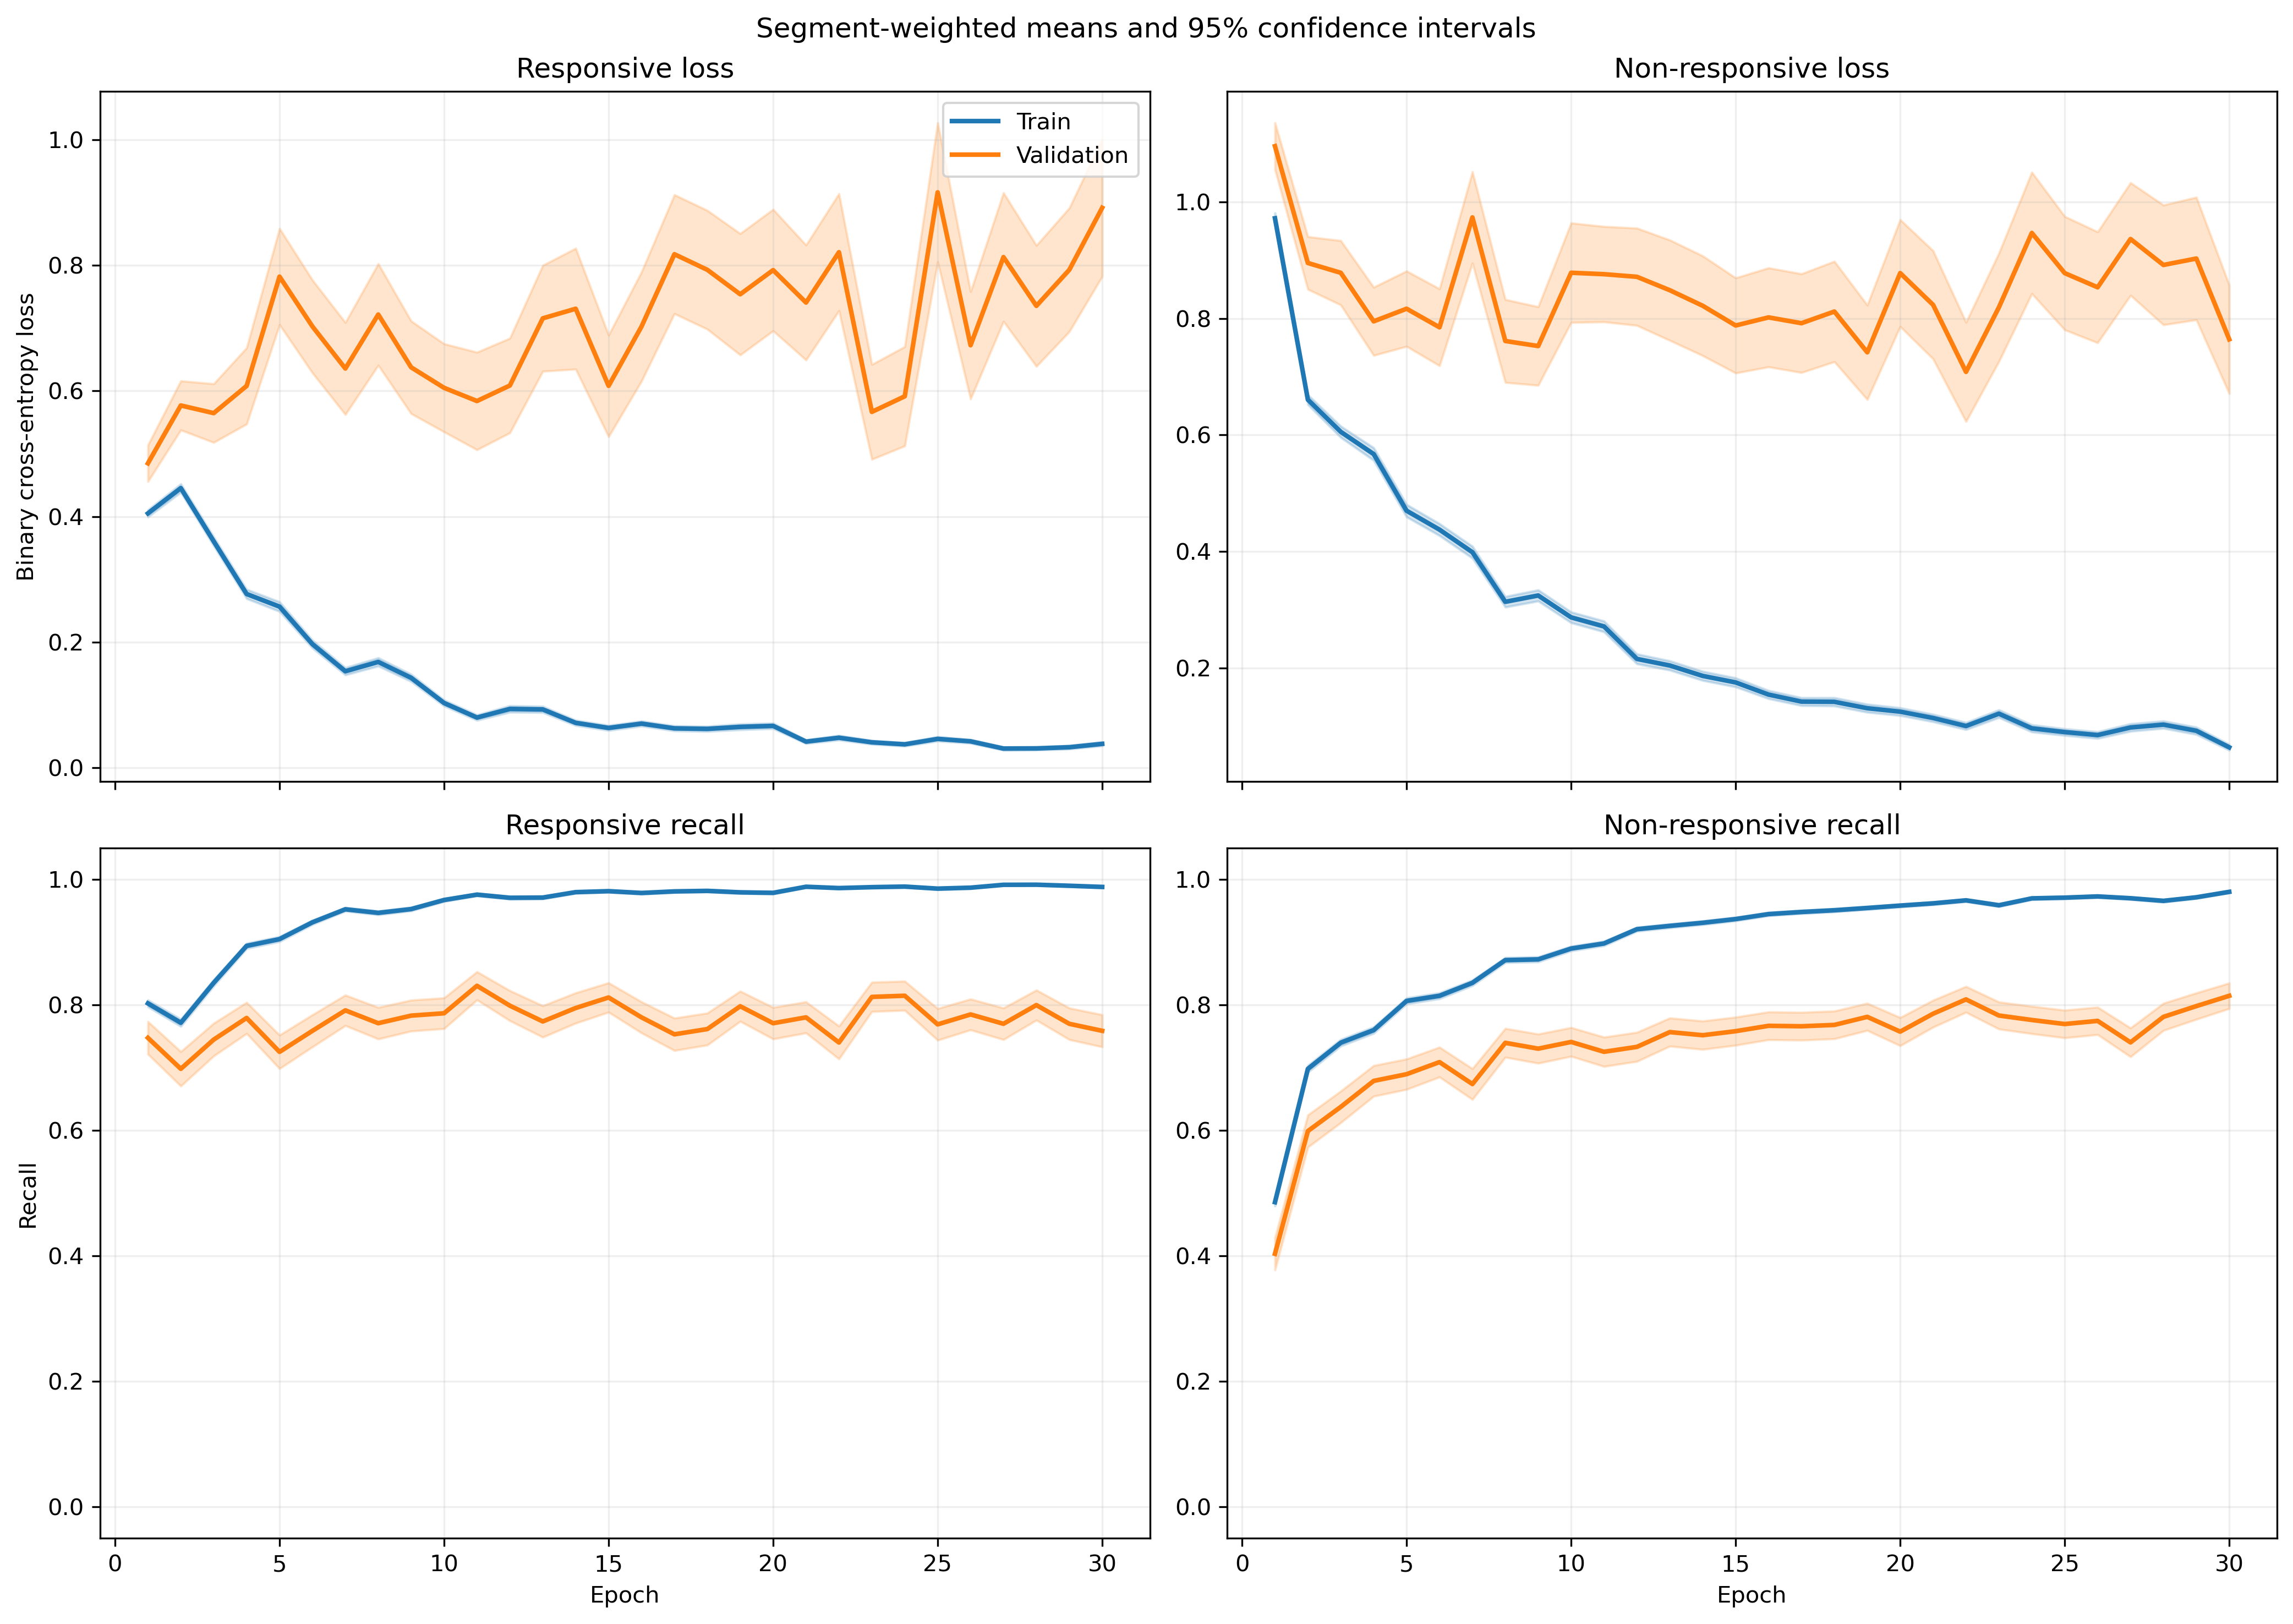 Segment-weighted means and 95% confidence intervals
Responsive loss
Non-responsive loss
Train
Validation
Binary cross-entropy loss
1.0
0.8
0.6
0.4
0.2
0.0
1.0
0.8
0.6
0.4
0.2
Responsive recall
Non-responsive recall
Recall
1.0
0.8
0.6
0.4
0.2
0.0
0 5 10 15 20 25 30
Epoch
1.0
0.8
0.6
0.4
0.2
0.0
0 5 10 15 20 25 30
Epoch